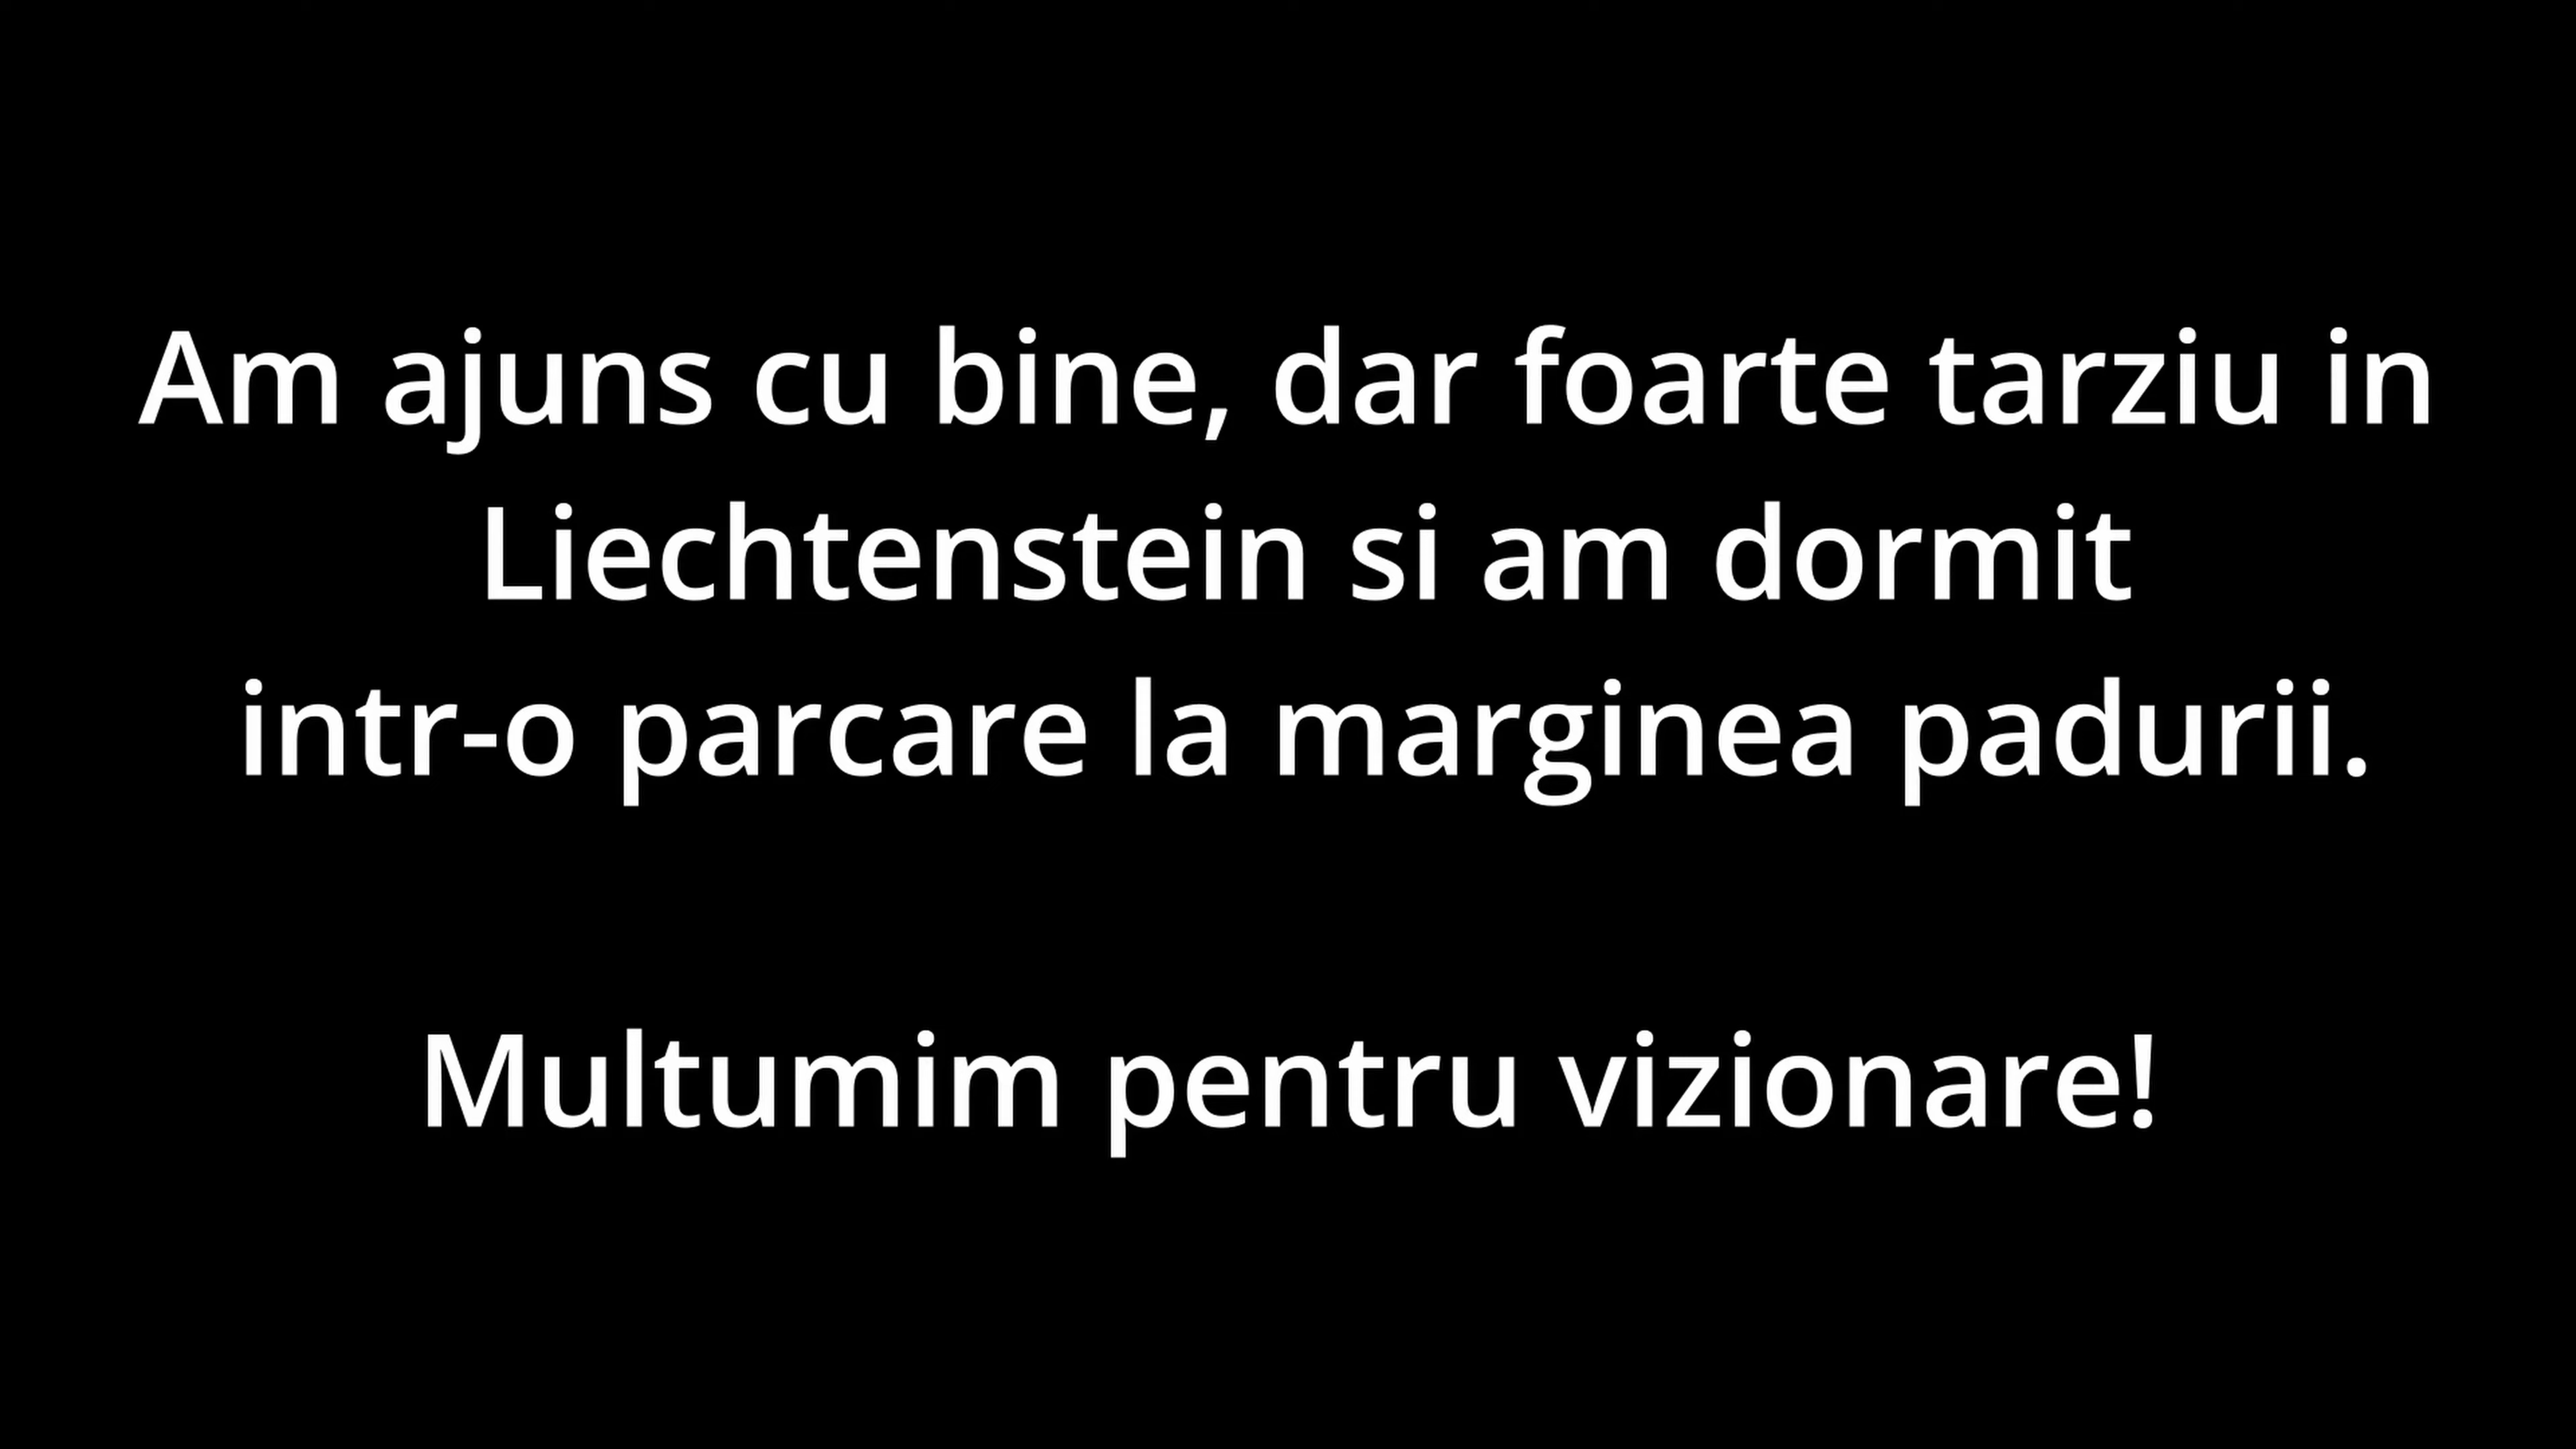 Am ajuns cu bine, dar foarte tarziu in
Liechtenstein si am dormit
intr-o parcare la marginea padurii.
Multumim pentru vizionare!